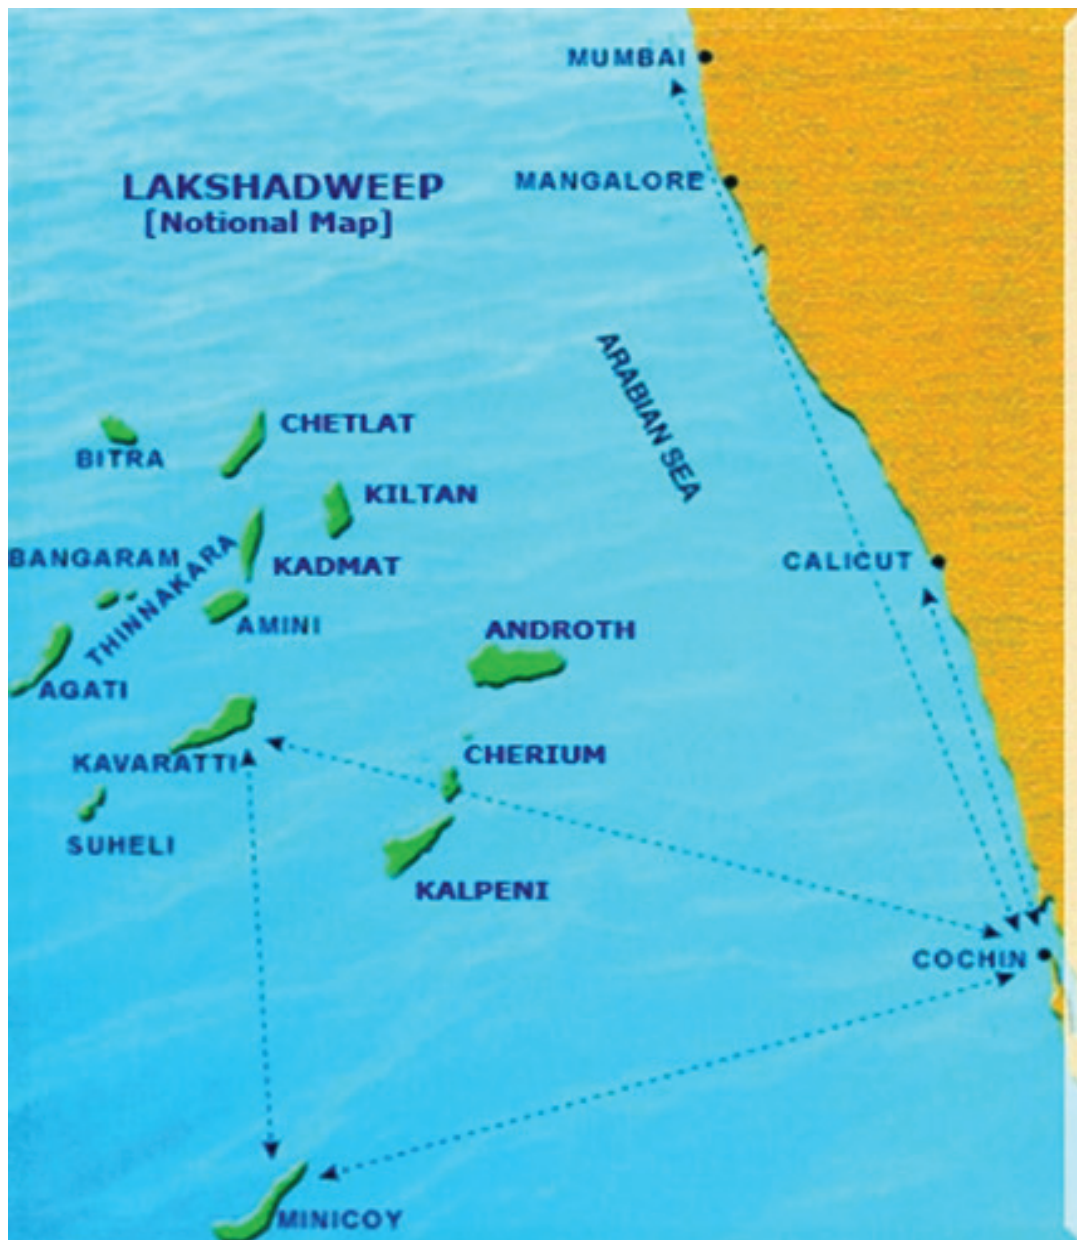 MUMBAI
LAKSHADWEEP
[Notional Map]
MANGALORE
ARABIAN SEA
CHETLAT
BITRA
KILTAN
BANGARAM
THINNAKARA
KADMAT
CALICUT
AMINI
ANDROTH
AGATI
KAVARATTI
CHERIUM
SUHELI
KALPENI
COCHIN
MINICOY